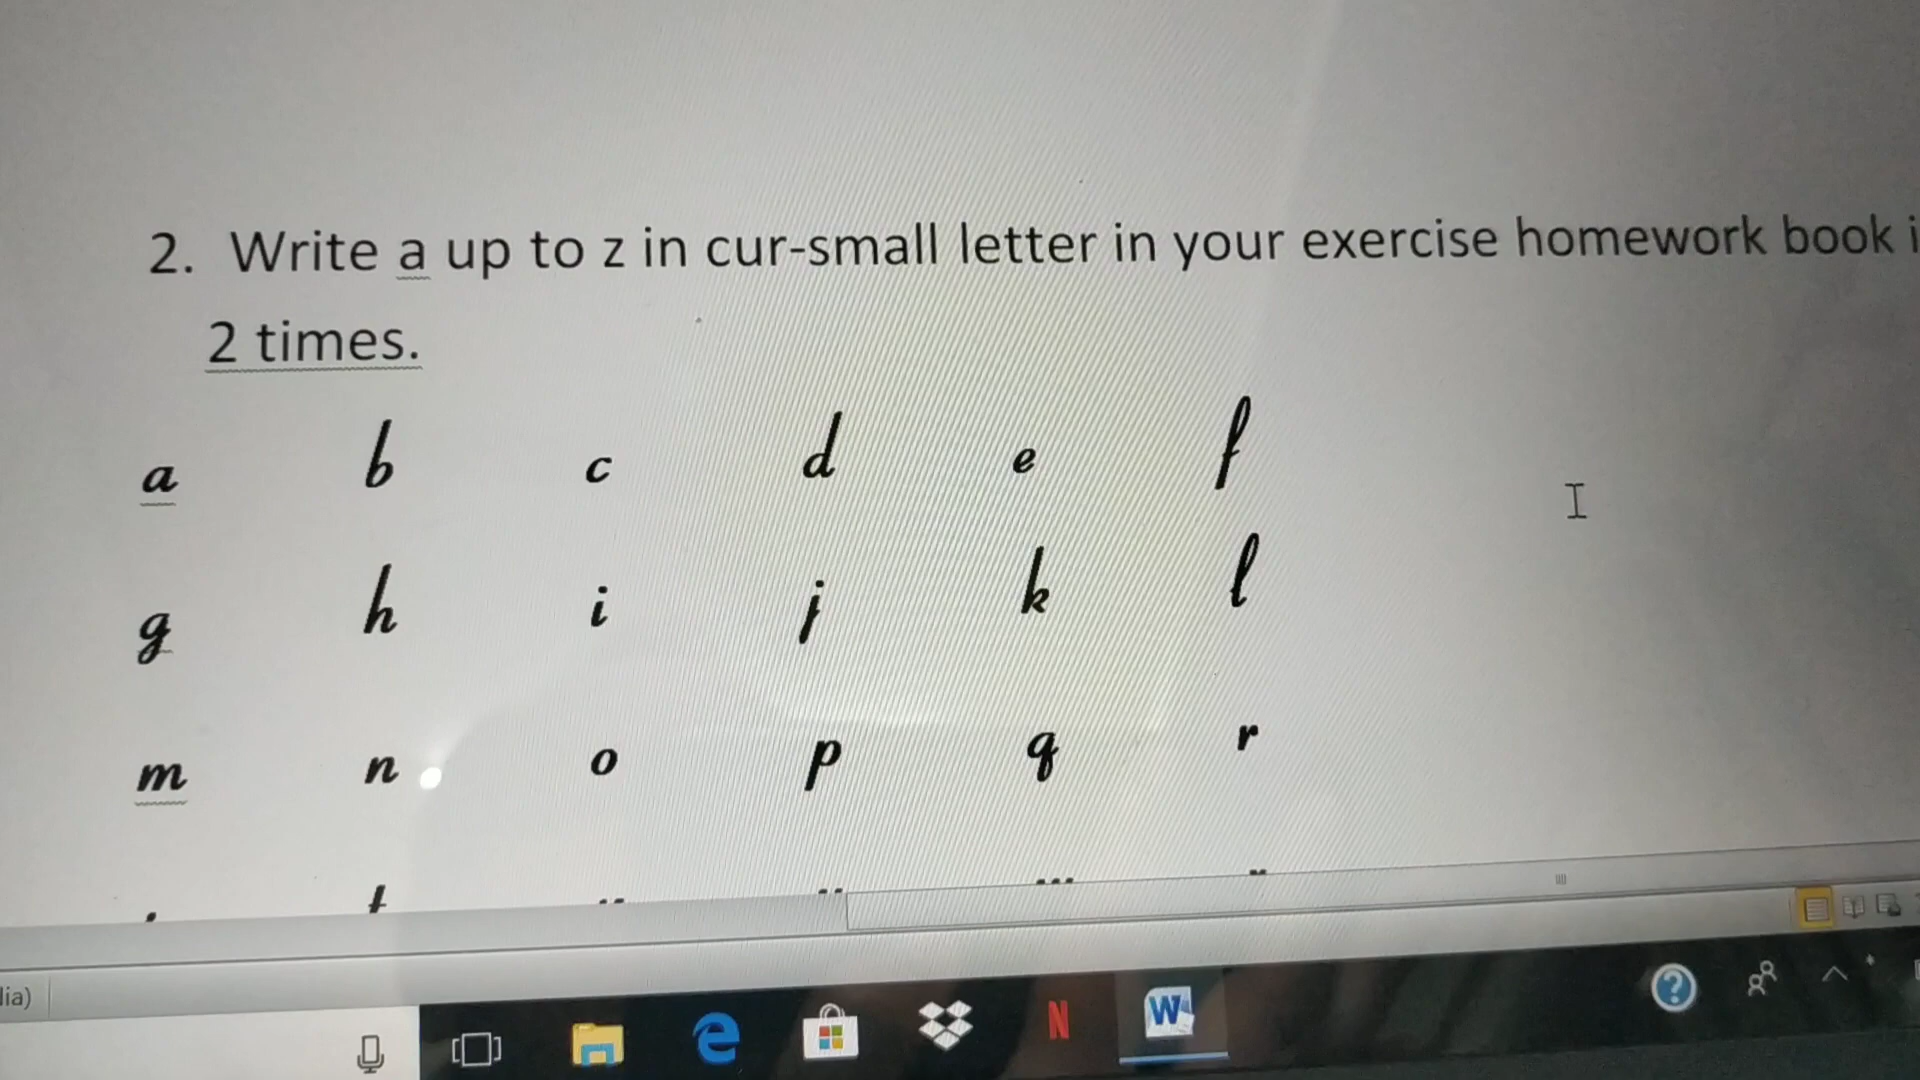 2. Write a up to z in cur-small letter in your exercise homework book
2 times.
a b c d e f
g h i j k l
m n o p q r
t
lia)